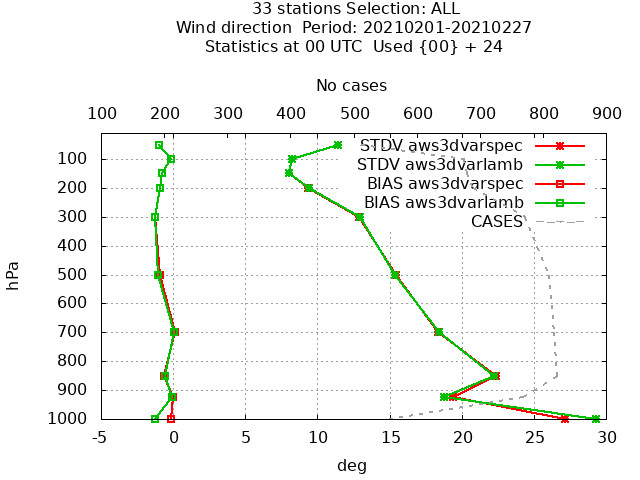 33 stations Selection: ALL
Wind direction  Period: 20210201-20210227
Statistics at 00 UTC  Used {00} + 24
No cases
100 200 300 400 500 600 700 800 900
STDV aws3dvarspec
STDV aws3dvarlamb
BIAS aws3dvarspec
BIAS aws3dvarlamb
CASES
hPa
100
200
300
400
500
600
700
800
900
1000
-5 0 5 10 15 20 25 30
deg